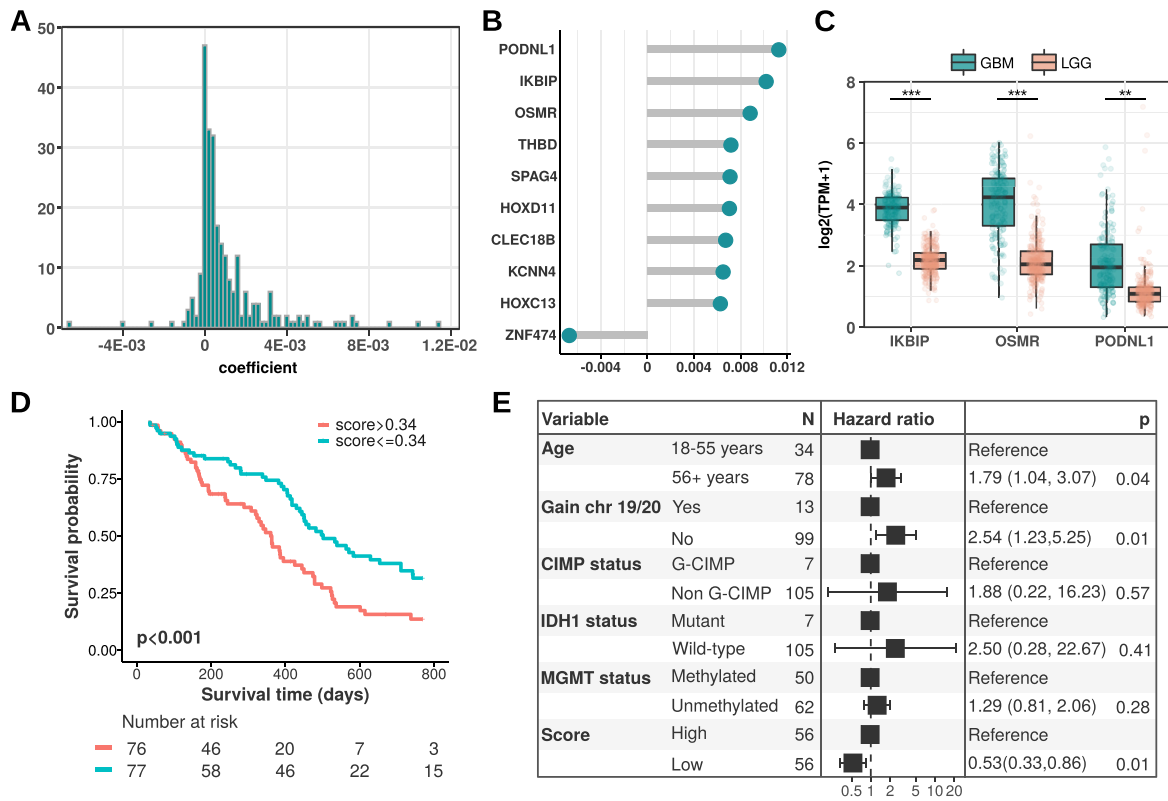 A
50
40
30
20
10
0
-4E-03 0 4E-03 8E-03 1.2E-02
coefficient
B
PODNL1
IKBIP
OSMR
THBD
SPAG4
HOXD11
CLEC18B
KCNN4
HOXC13
ZNF474
-0.004 0 0.004 0.008 0.012
C
GBM LGG
log2(TPM+1)
8
6
4
2
0
*** *** **
IKBIP OSMR PODNL1
D
Survival probability
1.00
0.75
0.50
0.25
0.00
score>0.34
score<=0.34
p<0.001
0 200 400 600 800
Survival time (days)
Number at risk
76 46 20 7 3
77 58 46 22 15
E
Variable N Hazard ratio p
Age 18-55 years 34 Reference
56+ years 78 1.79 (1.04, 3.07) 0.04
Gain chr 19/20 Yes 13 Reference
No 99 2.54 (1.23,5.25) 0.01
CIMP status G-CIMP 7 Reference
Non G-CIMP 105 1.88 (0.22, 16.23) 0.57
IDH1 status Mutant 7 Reference
Wild-type 105 2.50 (0.28, 22.67) 0.41
MGMT status Methylated 50 Reference
Unmethylated 62 1.29 (0.81, 2.06) 0.28
Score High 56 Reference
Low 56 0.53(0.33,0.86) 0.01
0.5 1 2 5 10 20